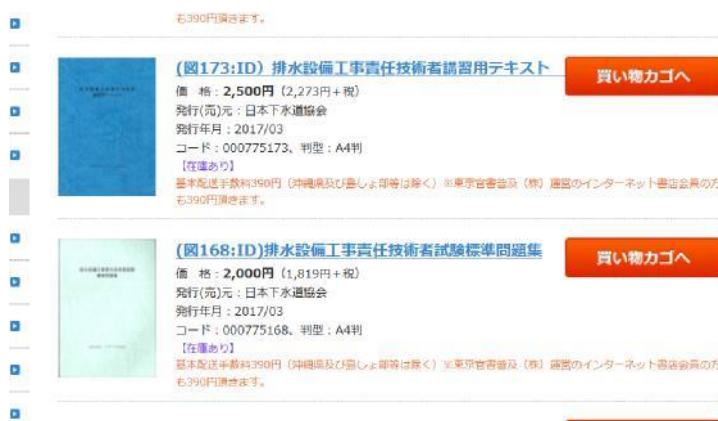 も390円頂きます。
(図173:ID）排水設備工事責任技術者講習用テキスト
買い物カゴへ
価 格：2,500円（2,273円+税）
発行(売)元：日本下水道協会
発行年月：2017/03
コード：000775173、判型：A4判
【在庫あり】
基本配送手数料390円（沖縄県及び島しょ部等は除く）※東京官書普及（株）運営のインターネット書店会員の方
も390円頂きます。
(図168:ID)排水設備工事責任技術者試験標準問題集
買い物カゴへ
価 格：2,000円（1,819円+税）
発行(売)元：日本下水道協会
発行年月：2017/03
コード：000775168、判型：A4判
【在庫あり】
基本配送手数料390円（沖縄県及び島しょ部等は除く）※東京官書普及（株）運営のインターネット書店会員の方
も390円頂きます。